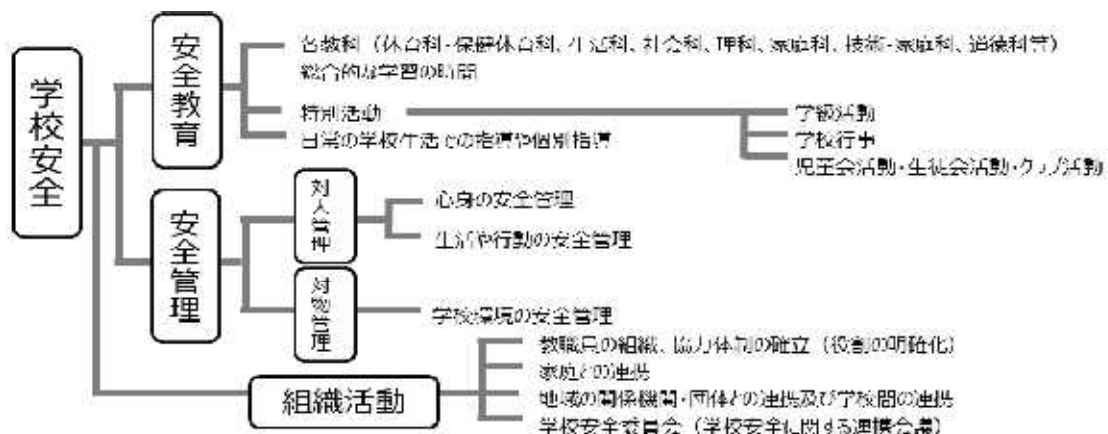 学校安全
安全教育
各教科（体育科・保健体育科、生活科、社会科、理科、家庭科、技術・家庭科、道徳科等）
総合的な学習の時間
特別活動
学級活動
日常の学校生活での指導や個別指導
学校行事
児童会活動・生徒会活動・クラブ活動
安全管理
対人管理
心身の安全管理
生活や行動の安全管理
対物管理
学校環境の安全管理
組織活動
教職員の組織、協力体制の確立（役割の明確化）
家庭との連携
地域の関係機関・団体との連携及び学校間の連携
学校安全委員会（学校安全に関する連携会議）